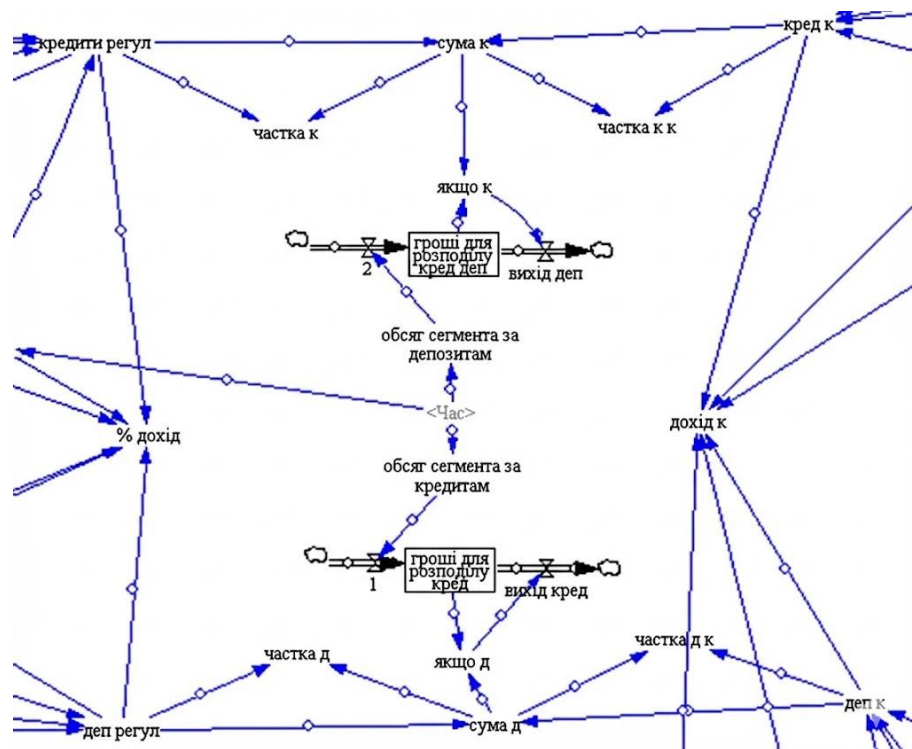 кредити регул
сума к
кред к
частка к
частка к к
якщо к
гроші для
розподілу
кред деп
2
вихід деп
обсяг сегмента за
депозитам
<Час>
% дохід
дохід к
обсяг сегмента за
кредитам
гроші для
розподілу
кред
1
вихід кред
частка д
якщо д
частка д к
деп регул
сума д
деп к